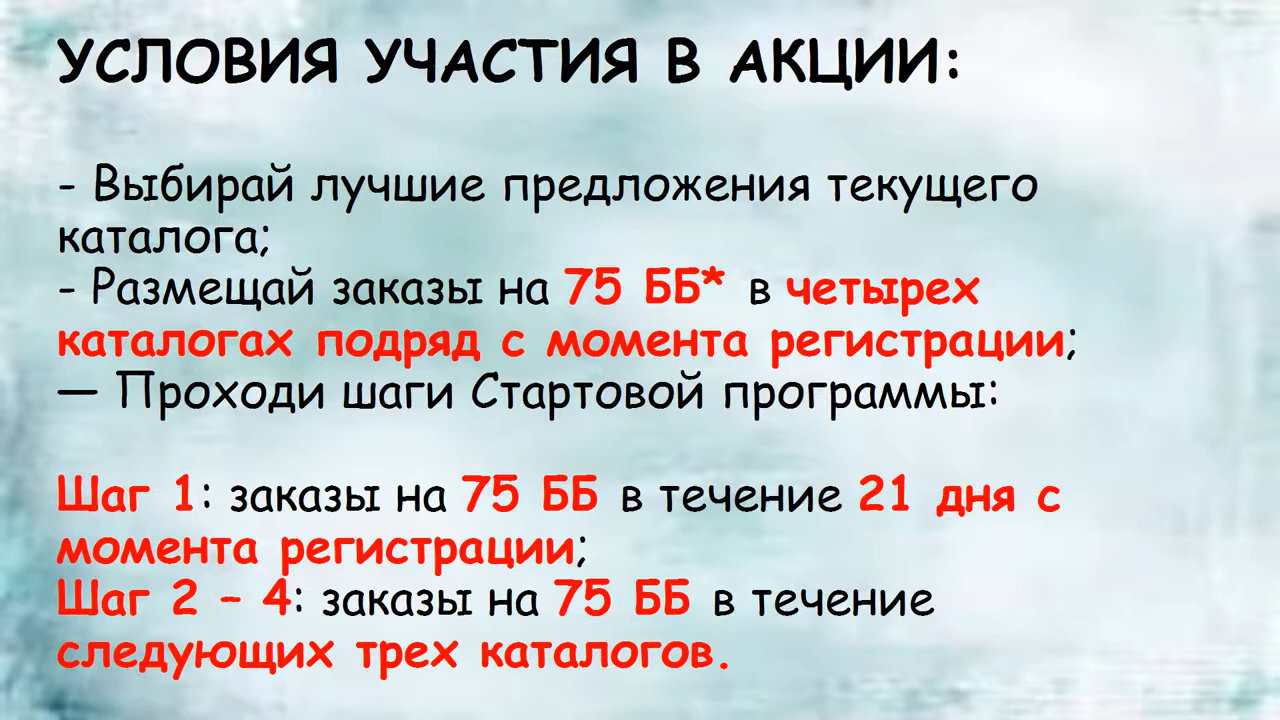 УСЛОВИЯ УЧАСТИЯ В АКЦИИ:
- Выбирай лучшие предложения текущего
каталога;
- Размещай заказы на 75 ББ* в четырех
каталогах подряд с момента регистрации;
— Проходи шаги Стартовой программы:
Шаг 1: заказы на 75 ББ в течение 21 дня с
момента регистрации;
Шаг 2 – 4: заказы на 75 ББ в течение
следующих трех каталогов.